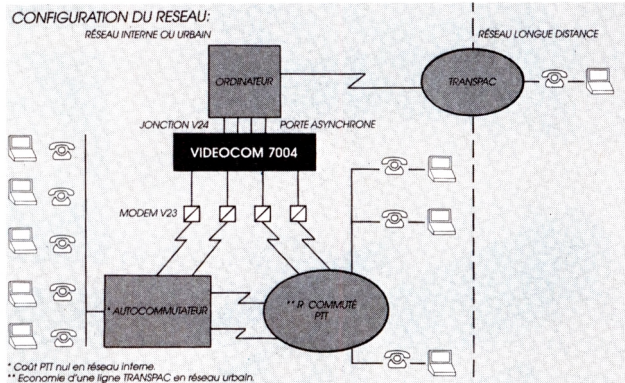 CONFIGURATION DU RESEAU:
RÉSEAU INTERNE OU URBAIN
RÉSEAU LONGUE DISTANCE
ORDINATEUR
TRANSPAC
JONCTION V24
PORTE ASYNCHRONE
VIDEOCOM 7004
MODEM V23
* AUTOCOMMUTATEUR
** R COMMUTÉ
PTT
* Coût PTT nul en réseau interne.
** Economie d'une ligne TRANSPAC en réseau urbain.